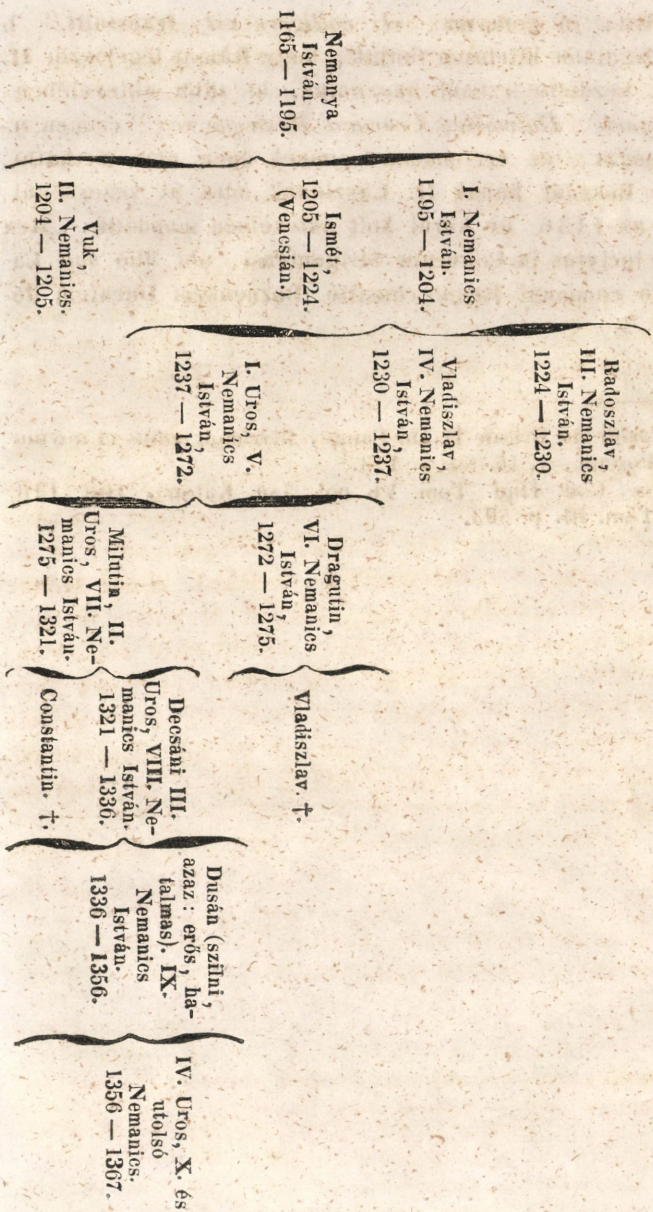 Nemanya
István
1165 — 1195.
I. Nemanics
István.
1195 — 1204.
Ismét,
1205 — 1224.
(Vencsián.)
Vuk,
II. Nemanics.
1204 — 1205.
Radoszlav,
III. Nemanics
István.
1224 — 1230.
Vladiszlav,
IV. Nemanics
István,
1230 — 1237.
I. Uros, V.
Nemanics
István,
1237 — 1272.
Dragutin,
VI. Nemanics
István,
1272 — 1275.
Milutin, II.
Uros, VII. Ne-
manics István.
1275 — 1321.
Vladiszlav. †.
Decsáni III.
Uros, VIII. Ne-
manics István.
1321 — 1336.
Constantin. †.
Dusán (szilni,
azaz: erős, ha-
talmas). IX.
Nemanics
István.
1336 — 1356.
IV. Uros, X. és
utolsó
Nemanics.
1356 — 1367.